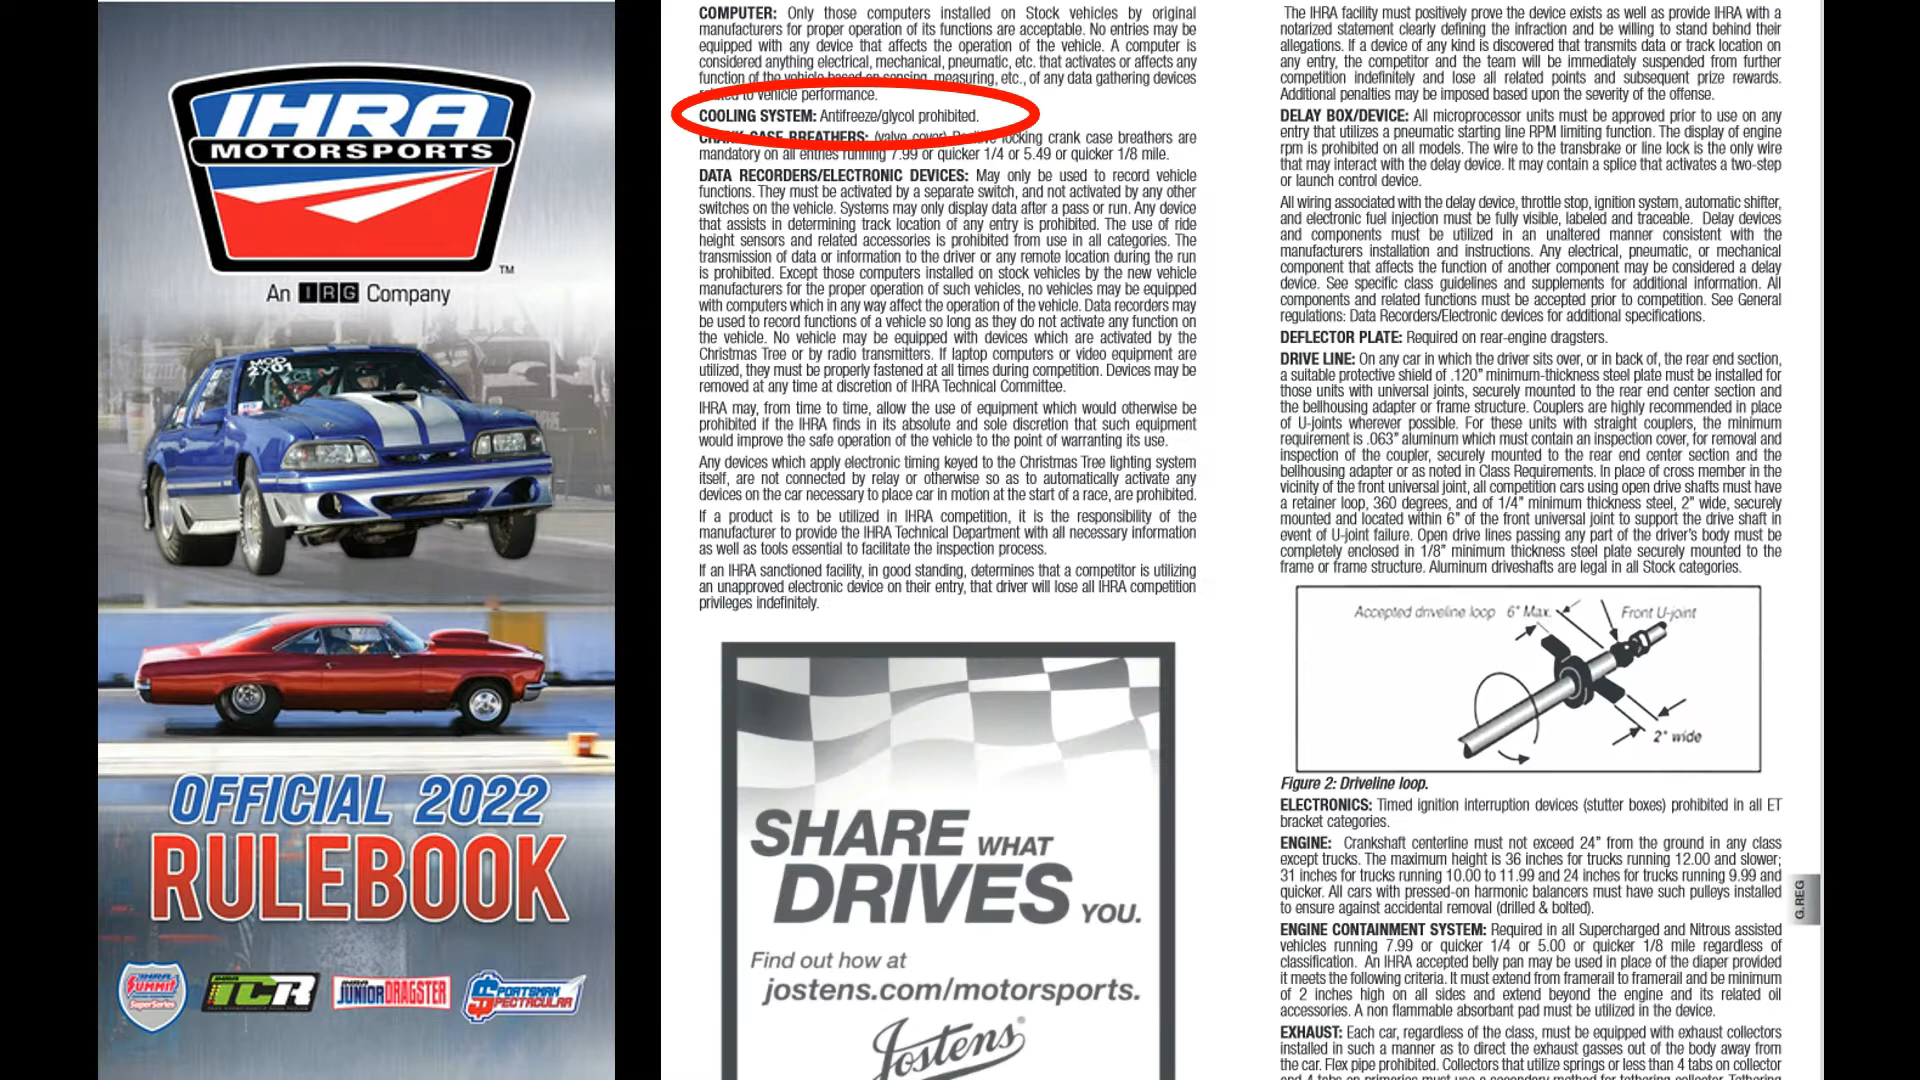 IHRA
MOTORSPORTS
TM
An IRG Company
MOD
2X01
OFFICIAL 2022
RULEBOOK
IHRA
SUMMIT
SuperSeries
TCR
IHRA
JUNIOR DRAGSTER
SPORTSMAN
SPECTACULAR
COMPUTER: Only those computers installed on Stock vehicles by original
manufacturers for proper operation of its functions are acceptable. No entries may be
equipped with any device that affects the operation of the vehicle. A computer is
considered anything electrical, mechanical, pneumatic, etc. that activates or affects any
function of the vehicle based on sensing, measuring, etc., of any data gathering devices
related to vehicle performance.
COOLING SYSTEM: Antifreeze/glycol prohibited.
CRANK CASE BREATHERS: (valve cover) Positive locking crank case breathers are
mandatory on all entries running 7.99 or quicker 1/4 or 5.49 or quicker 1/8 mile.
DATA RECORDERS/ELECTRONIC DEVICES: May only be used to record vehicle
functions. They must be activated by a separate switch, and not activated by any other
switches on the vehicle. Systems may only display data after a pass or run. Any device
that assists in determining track location of any entry is prohibited. The use of ride
height sensors and related accessories is prohibited from use in all categories. The
transmission of data or information to the driver or any remote location during the run
is prohibited. Except those computers installed on stock vehicles by the new vehicle
manufacturers for the proper operation of such vehicles, no vehicles may be equipped
with computers which in any way affect the operation of the vehicle. Data recorders may
be used to record functions of a vehicle so long as they do not activate any function on
the vehicle. No vehicle may be equipped with devices which are activated by the
Christmas Tree or by radio transmitters. If laptop computers or video equipment are
utilized, they must be properly fastened at all times during competition. Devices may be
removed at any time at discretion of IHRA Technical Committee.
IHRA may, from time to time, allow the use of equipment which would otherwise be
prohibited if the IHRA finds in its absolute and sole discretion that such equipment
would improve the safe operation of the vehicle to the point of warranting its use.
Any devices which apply electronic timing keyed to the Christmas Tree lighting system
itself, are not connected by relay or otherwise so as to automatically activate any
devices on the car necessary to place car in motion at the start of a race, are prohibited.
If a product is to be utilized in IHRA competition, it is the responsibility of the
manufacturer to provide the IHRA Technical Department with all necessary information
as well as tools essential to facilitate the inspection process.
If an IHRA sanctioned facility, in good standing, determines that a competitor is utilizing
an unapproved electronic device on their entry, that driver will lose all IHRA competition
privileges indefinitely.
SHARE WHAT
DRIVES YOU.
Find out how at
jostens.com/motorsports.
Jostens®
The IHRA facility must positively prove the device exists as well as provide IHRA with a
notarized statement clearly defining the infraction and be willing to stand behind their
allegations. If a device of any kind is discovered that transmits data or track location on
any entry, the competitor and the team will be immediately suspended from further
competition indefinitely and lose all related points and subsequent prize rewards.
Additional penalties may be imposed based upon the severity of the offense.
DELAY BOX/DEVICE: All microprocessor units must be approved prior to use on any
entry that utilizes a pneumatic starting line RPM limiting function. The display of engine
rpm is prohibited on all models. The wire to the transbrake or line lock is the only wire
that may interact with the delay device. It may contain a splice that activates a two-step
or launch control device.
All wiring associated with the delay device, throttle stop, ignition system, automatic shifter,
and electronic fuel injection must be fully visible, labeled and traceable. Delay devices
and components must be utilized in an unaltered manner consistent with the
manufacturers installation and instructions. Any electrical, pneumatic, or mechanical
component that affects the function of another component may be considered a delay
device. See specific class guidelines and supplements for additional information. All
components and related functions must be accepted prior to competition. See General
regulations: Data Recorders/Electronic devices for additional specifications.
DEFLECTOR PLATE: Required on rear-engine dragsters.
DRIVE LINE: On any car in which the driver sits over, or in back of, the rear end section,
a suitable protective shield of .120” minimum-thickness steel plate must be installed for
those units with universal joints, securely mounted to the rear end center section and
the bellhousing adapter or frame structure. Couplers are highly recommended in place
of U-joints wherever possible. For these units with straight couplers, the minimum
requirement is .063” aluminum which must contain an inspection cover, for removal and
inspection of the coupler, securely mounted to the rear end center section and the
bellhousing adapter or as noted in Class Requirements. In place of cross member in the
vicinity of the front universal joint, all competition cars using open drive shafts must have
a retainer loop, 360 degrees, and of 1/4” minimum thickness steel, 2” wide, securely
mounted and located within 6” of the front universal joint to support the drive shaft in
event of U-joint failure. Open drive lines passing any part of the driver’s body must be
completely enclosed in 1/8” minimum thickness steel plate securely mounted to the
frame or frame structure. Aluminum driveshafts are legal in all Stock categories.
Accepted driveline loop 6" Max. Front U-joint
2" wide
Figure 2: Driveline loop.
ELECTRONICS: Timed ignition interruption devices (stutter boxes) prohibited in all ET
bracket categories.
ENGINE: Crankshaft centerline must not exceed 24” from the ground in any class
except trucks. The maximum height is 36 inches for trucks running 12.00 and slower;
31 inches for trucks running 10.00 to 11.99 and 24 inches for trucks running 9.99 and
quicker. All cars with pressed-on harmonic balancers must have such pulleys installed
to ensure against accidental removal (drilled & bolted).
ENGINE CONTAINMENT SYSTEM: Required in all Supercharged and Nitrous assisted
vehicles running 7.99 or quicker 1/4 or 5.00 or quicker 1/8 mile regardless of
classification. An IHRA accepted belly pan may be used in place of the diaper provided
it meets the following criteria. It must extend from framerail to framerail and be minimum
of 2 inches high on all sides and extend beyond the engine and its related oil
accessories. A non flammable absorbant pad must be utilized in the device.
EXHAUST: Each car, regardless of the class, must be equipped with exhaust collectors
installed in such a manner as to direct the exhaust gasses out of the body away from
the car. Flex pipe prohibited. Collectors that utilize springs or less than 4 tabs on collector
G.REG